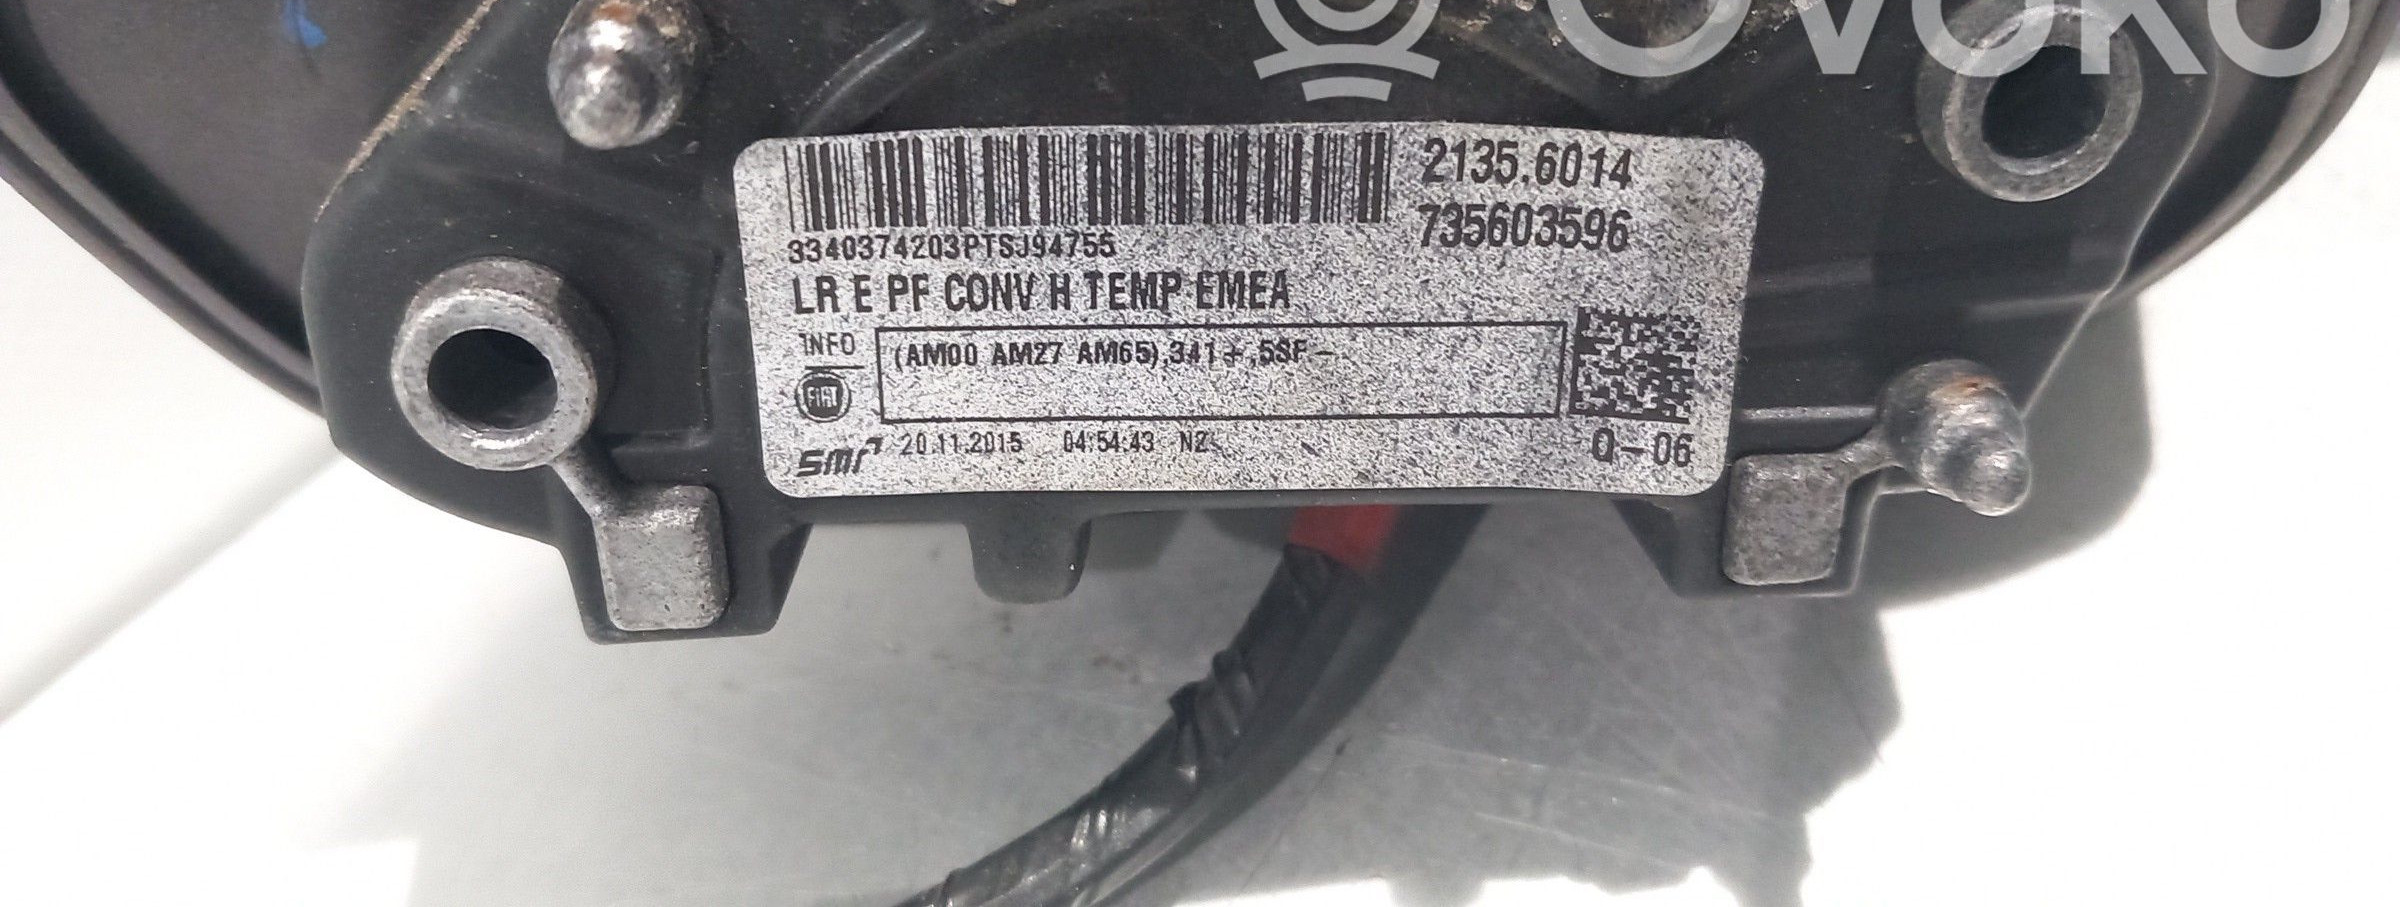 OVOKO
2135.6014
735603596
3340374203PTSJ94755
LR E PF CONV H TEMP EMEA
INFO
(AM00 AM27 AM65),341+,5SF-
FIAT
smr
20.11.2015 04:54:43 N2
Q-06